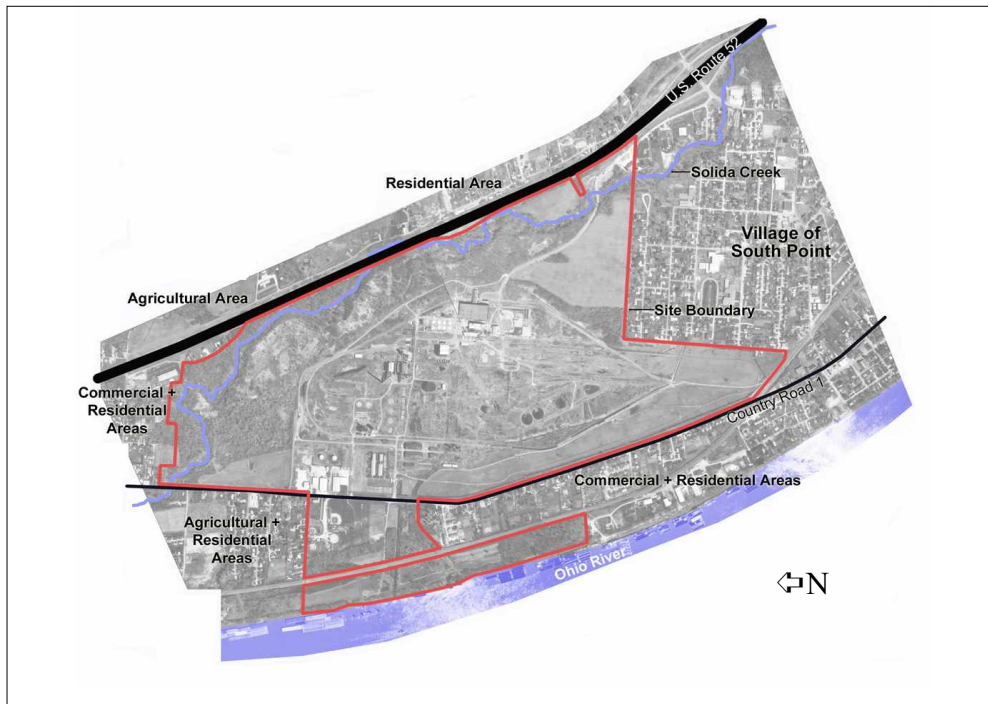 U.S. Route 52
Residential Area
Solida Creek
Village of
South Point
Agricultural Area
Site Boundary
Commercial +
Residential
Areas
Country Road 1
Commercial + Residential Areas
Agricultural +
Residential
Areas
Ohio River
N